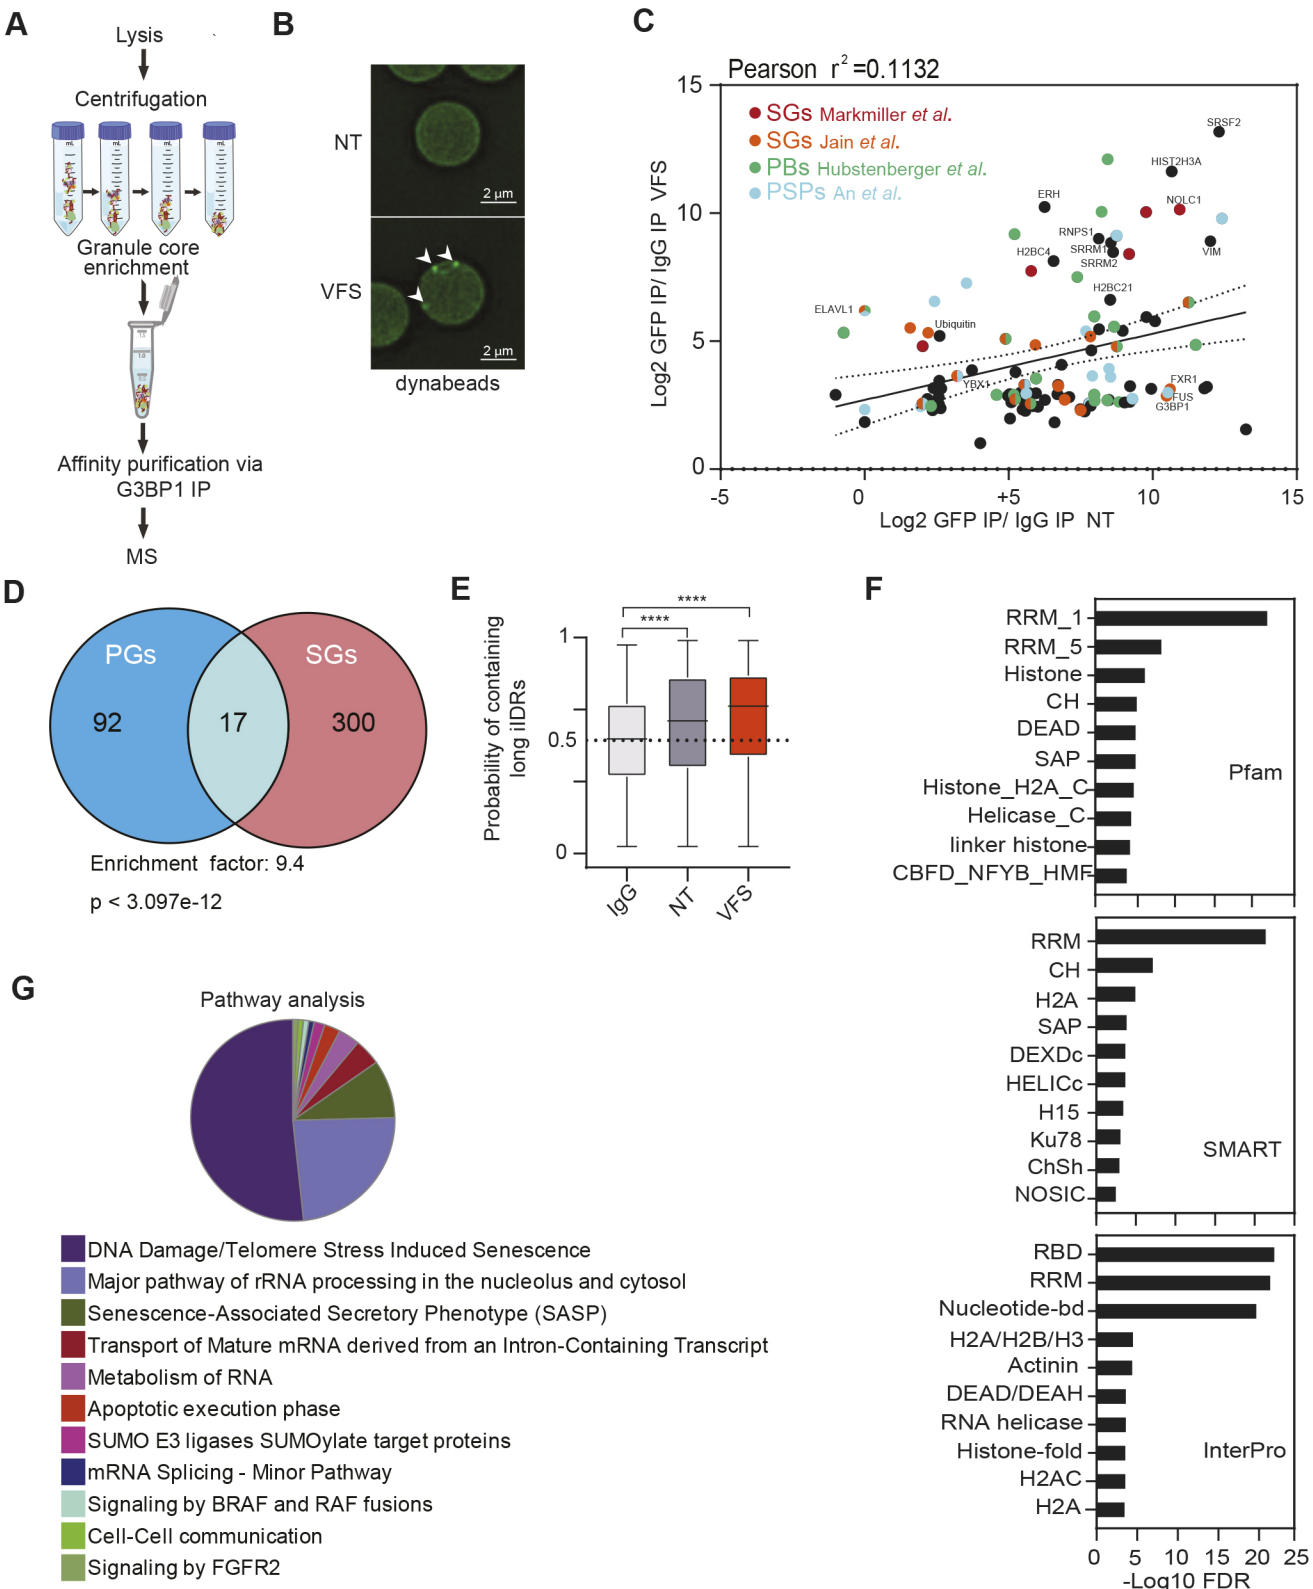 A
Lysis
Centrifugation
mL mL mL mL
Granule core
enrichment
1.0
Affinity purification via
G3BP1 IP
MS
B
NT
2 µm
VFS
2 µm
dynabeads
C
Pearson r² =0.1132
15
SGs Markmiller et al.
SGs Jain et al.
PBs Hubstenberger et al.
PSPs An et al.
SRSF2
HIST2H3A
ERH
NOLC1
10
RNPS1
SRRM1
VIM
H2BC4
SRRM2
H2BC21
ELAVL1
Ubiquitin
5
YBX1
FXR1
FUS
G3BP1
0
-5 0 +5 10 15
Log2 GFP IP/ IgG IP VFS
Log2 GFP IP/ IgG IP NT
D
PGs SGs
92 17 300
Enrichment factor: 9.4
p < 3.097e-12
E
****
****
1
0.5
0
Probability of containing
long iIDRs
IgG NT VFS
F
RRM_1
RRM_5
Histone
CH
DEAD
SAP
Histone_H2A_C
Helicase_C
linker histone
CBFD_NFYB_HMF
Pfam
RRM
CH
H2A
SAP
DEXDc
HELICc
H15
Ku78
ChSh
NOSIC
SMART
RBD
RRM
Nucleotide-bd
H2A/H2B/H3
Actinin
DEAD/DEAH
RNA helicase
Histone-fold
H2AC
H2A
InterPro
0 5 10 15 20 25
-Log10 FDR
G
Pathway analysis
DNA Damage/Telomere Stress Induced Senescence
Major pathway of rRNA processing in the nucleolus and cytosol
Senescence-Associated Secretory Phenotype (SASP)
Transport of Mature mRNA derived from an Intron-Containing Transcript
Metabolism of RNA
Apoptotic execution phase
SUMO E3 ligases SUMOylate target proteins
mRNA Splicing - Minor Pathway
Signaling by BRAF and RAF fusions
Cell-Cell communication
Signaling by FGFR2